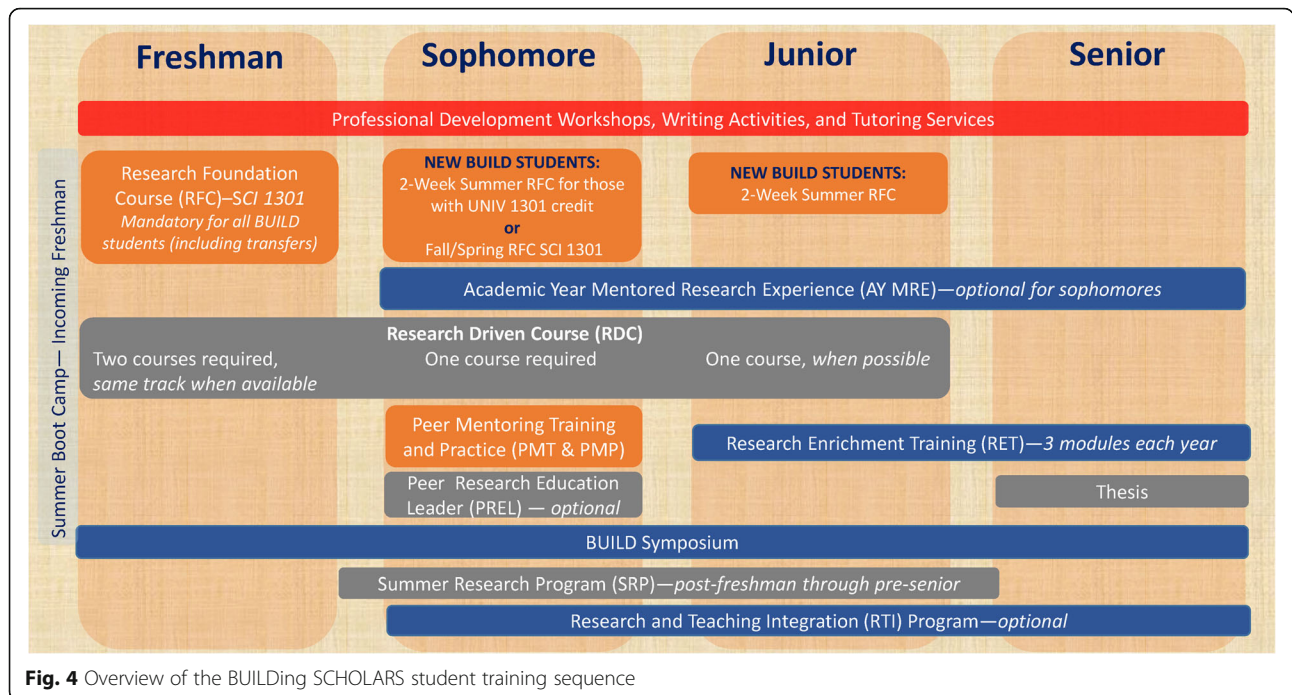 Freshman
Sophomore
Junior
Senior
Professional Development Workshops, Writing Activities, and Tutoring Services
Summer Boot Camp— Incoming Freshman
Research Foundation
Course (RFC)–SCI 1301
Mandatory for all BUILD
students (including transfers)
NEW BUILD STUDENTS:
2-Week Summer RFC for those
with UNIV 1301 credit
or
Fall/Spring RFC SCI 1301
NEW BUILD STUDENTS:
2-Week Summer RFC
Academic Year Mentored Research Experience (AY MRE)—optional for sophomores
Research Driven Course (RDC)
Two courses required,
same track when available
One course required
One course, when possible
Peer Mentoring Training
and Practice (PMT & PMP)
Research Enrichment Training (RET)—3 modules each year
Peer Research Education
Leader (PREL) — optional
Thesis
BUILD Symposium
Summer Research Program (SRP)—post-freshman through pre-senior
Research and Teaching Integration (RTI) Program—optional
Fig. 4 Overview of the BUILDing SCHOLARS student training sequence